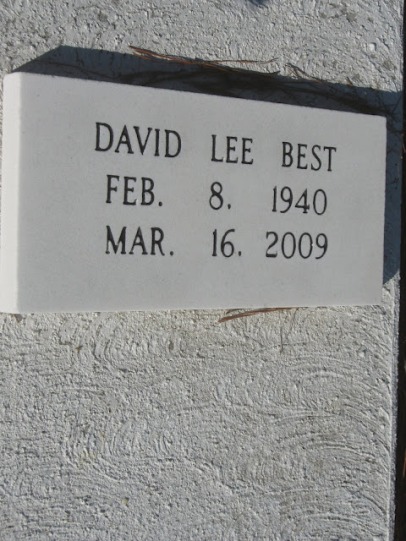 DAVID LEE BEST
FEB. 8. 1940
MAR. 16. 2009